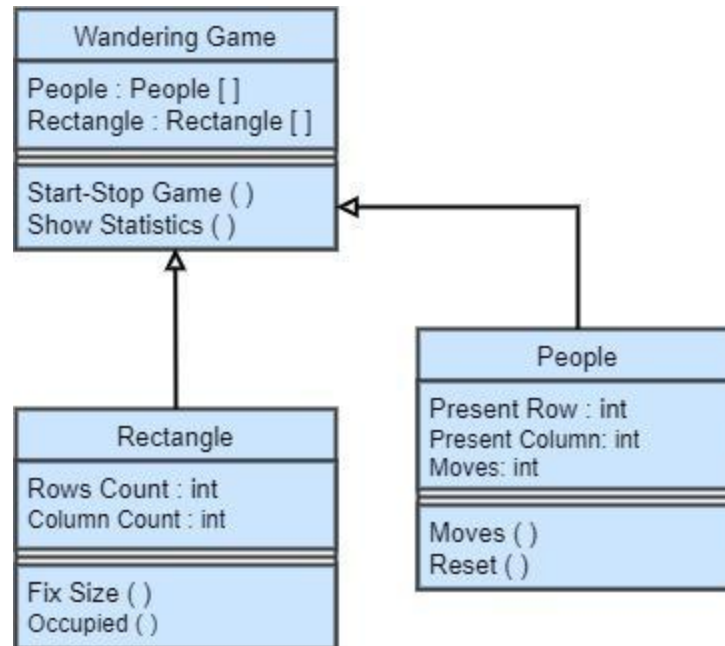 Wandering Game
People : People [ ]
Rectangle : Rectangle [ ]
Start-Stop Game ( )
Show Statistics ( )
People
Present Row : int
Present Column: int
Moves: int
Moves ( )
Reset ( )
Rectangle
Rows Count : int
Column Count : int
Fix Size ( )
Occupied ( )